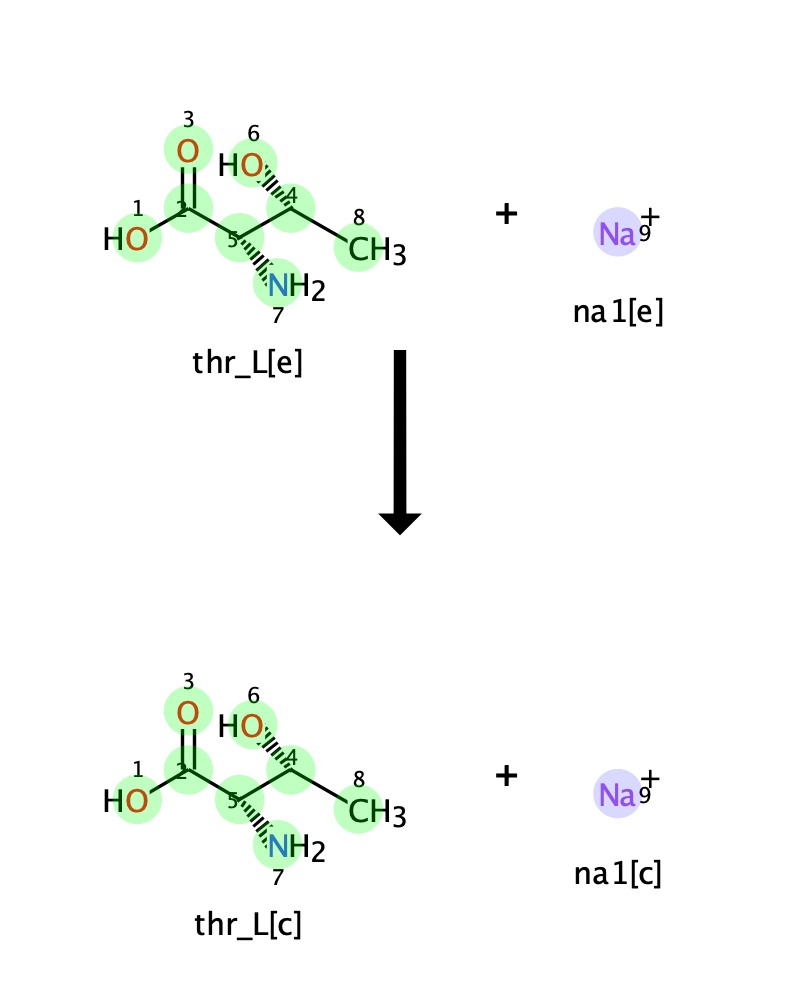 3
6
O
HO
1
4
+
+
2
8
Na
9
HO
5
CH3
NH2
na1[e]
7
thr_L[e]
3
6
O
HO
1
4
+
+
2
8
Na
9
HO
5
CH3
NH2
na1[c]
7
thr_L[c]